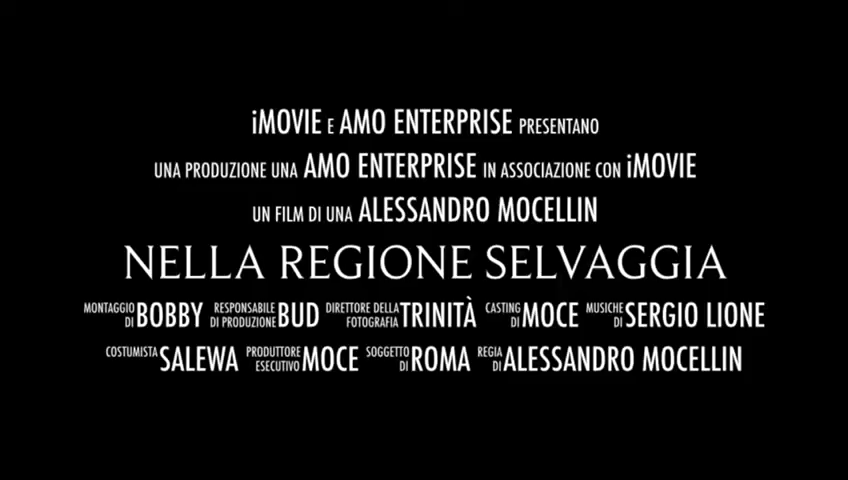 iMOVIE E AMO ENTERPRISE PRESENTANO
UNA PRODUZIONE UNA AMO ENTERPRISE IN ASSOCIAZIONE CON iMOVIE
UN FILM DI UNA ALESSANDRO MOCELLIN
NELLA REGIONE SELVAGGIA
MONTAGGIO DI BOBBY RESPONSABILE DI PRODUZIONE BUD DIRETTORE DELLA FOTOGRAFIA TRINITÀ CASTING DI MOCE MUSICHE DI SERGIO LIONE
COSTUMISTA SALEWA PRODUTTORE ESECUTIVO MOCE SOGGETTO DI ROMA REGIA DI ALESSANDRO MOCELLIN